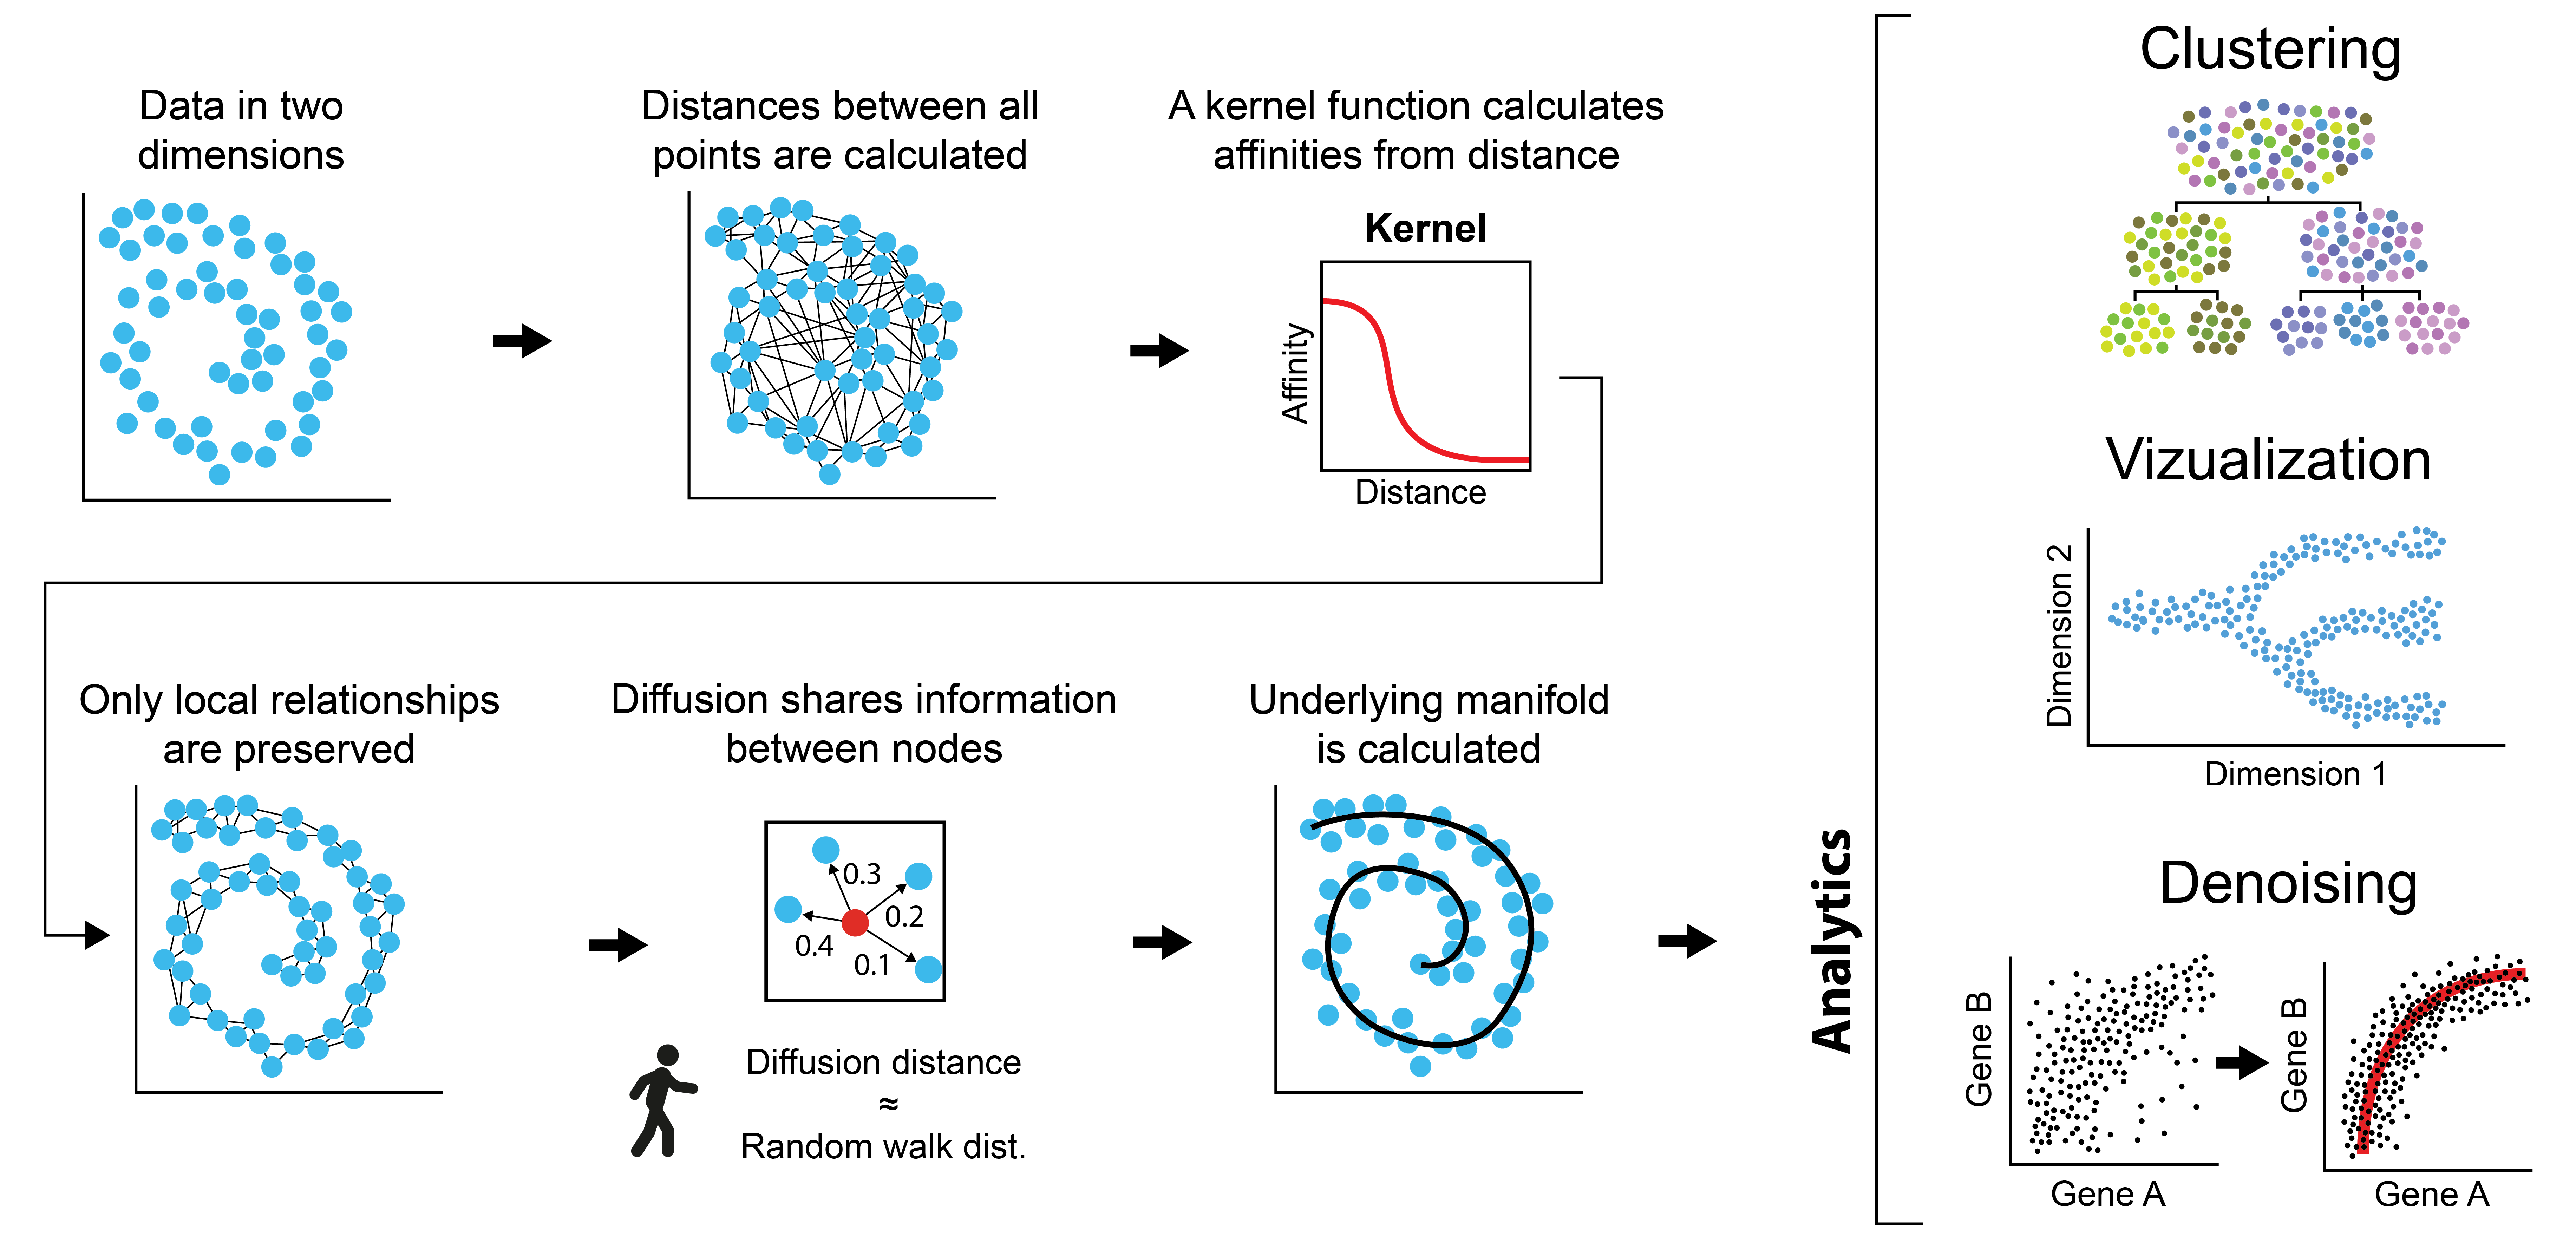 Data in two
dimensions
Distances between all
points are calculated
A kernel function calculates
affinities from distance
Kernel
Affinity
Distance
Only local relationships
are preserved
Diffusion shares information
between nodes
0.3
0.2
0.4
0.1
Diffusion distance
≈
Random walk dist.
Underlying manifold
is calculated
Analytics
Clustering
Vizualization
Dimension 2
Dimension 1
Denoising
Gene B
Gene A
Gene B
Gene A